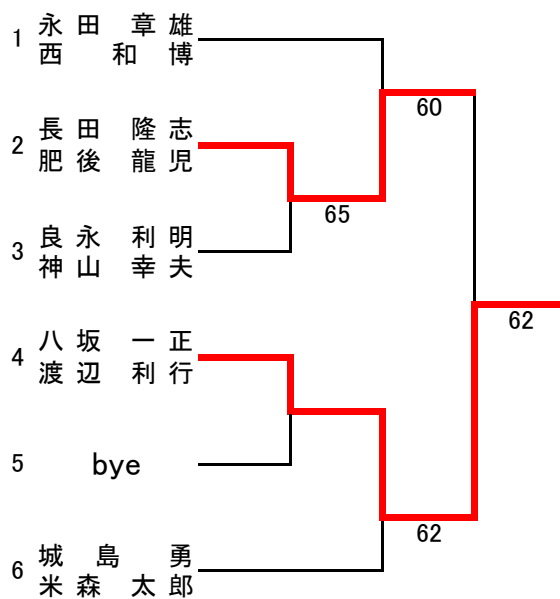 1 永田 章雄
西 和博
60
2 長田 隆志
肥後 龍児
65
3 良永 利明
神山 幸夫
62
4 八坂 一正
渡辺 利行
5 bye
62
6 城島 勇
米森 太郎